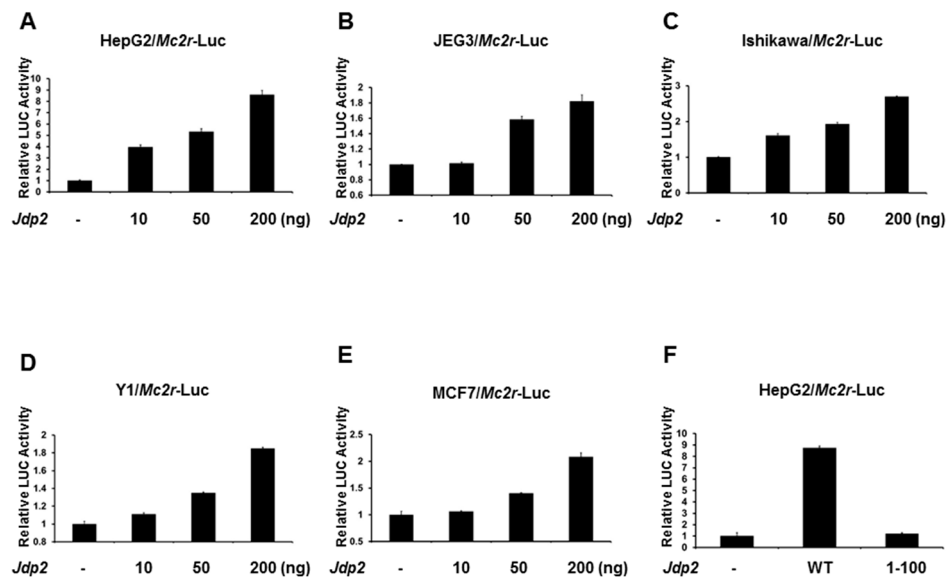 A
HepG2/Mc2r-Luc
Relative LUC Activity
10
9
8
7
6
5
4
3
2
1
0
Jdp2 - 10 50 200 (ng)
B
JEG3/Mc2r-Luc
Relative LUC Activity
2
1.8
1.6
1.4
1.2
1
0.8
0.6
Jdp2 - 10 50 200 (ng)
C
Ishikawa/Mc2r-Luc
Relative LUC Activity
3
2
1
0
Jdp2 - 10 50 200 (ng)
D
Y1/Mc2r-Luc
Relative LUC Activity
2
1.8
1.6
1.4
1.2
1
0.8
Jdp2 - 10 50 200 (ng)
E
MCF7/Mc2r-Luc
Relative LUC Activity
2.5
2
1.5
1
0.5
Jdp2 - 10 50 200 (ng)
F
HepG2/Mc2r-Luc
Relative LUC Activity
10
9
8
7
6
5
4
3
2
1
0
Jdp2 - WT 1-100